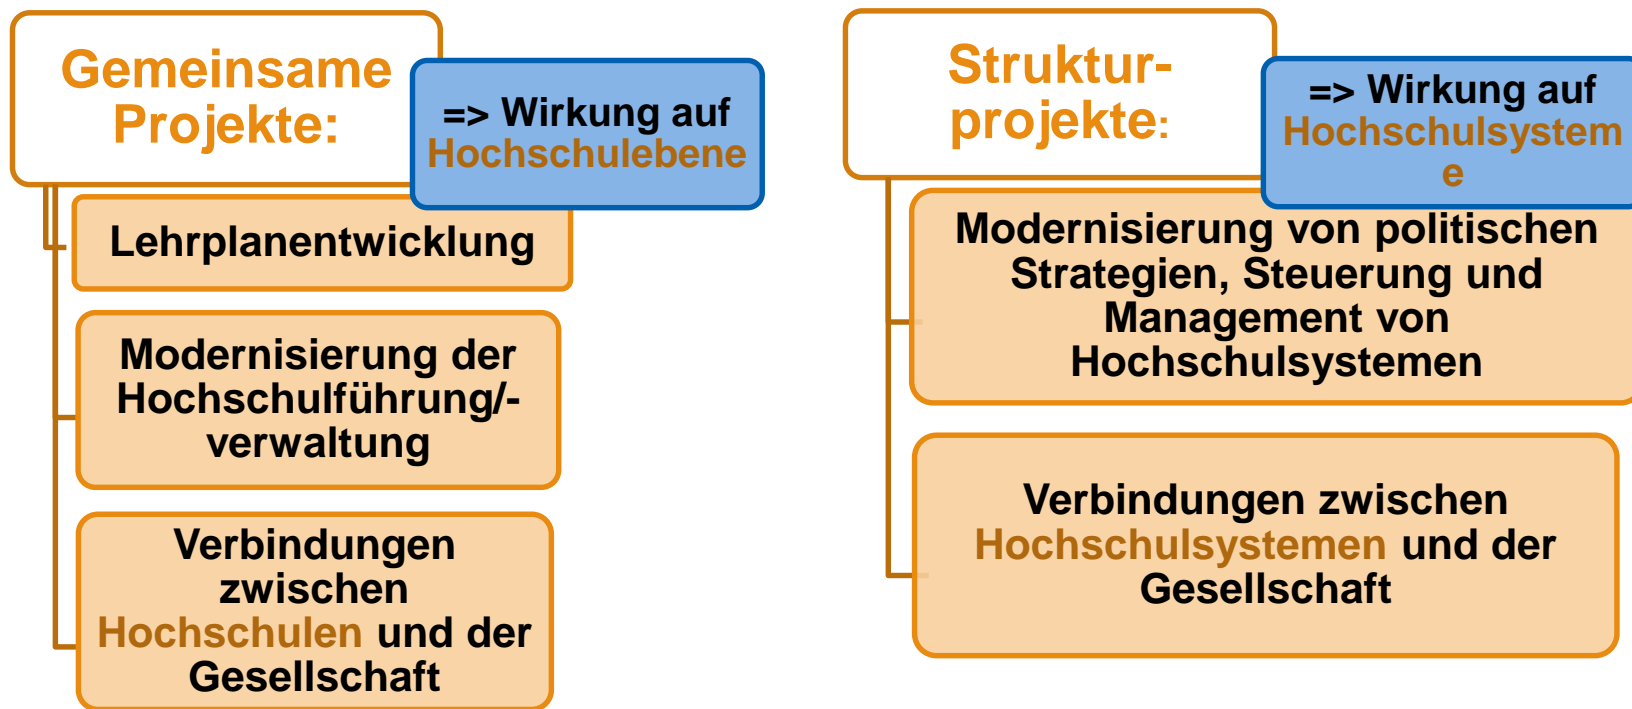 Gemeinsame
Projekte:
=> Wirkung auf
Hochschulebene
Lehrplanentwicklung
Modernisierung der
Hochschulführung/-
verwaltung
Verbindungen
zwischen
Hochschulen und der
Gesellschaft
Struktur-
projekte:
=> Wirkung auf
Hochschulsystem
e
Modernisierung von politischen
Strategien, Steuerung und
Management von
Hochschulsystemen
Verbindungen zwischen
Hochschulsystemen und der
Gesellschaft